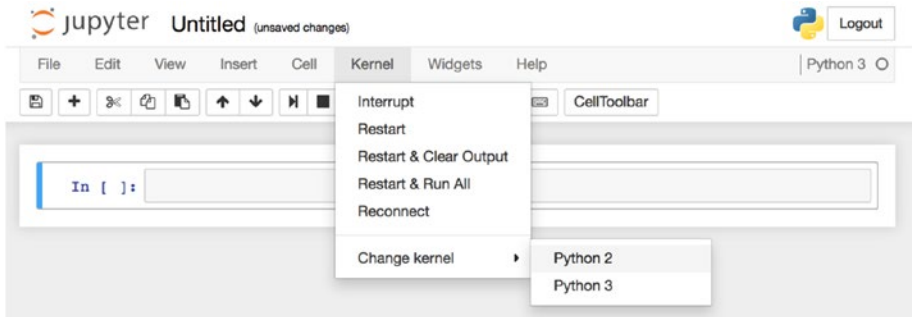 jupyter Untitled (unsaved changes) Logout
File Edit View Insert Cell Kernel Widgets Help Python 3
CellToolbar
Interrupt
Restart
Restart & Clear Output
Restart & Run All
Reconnect
In [ ]:
Change kernel
Python 2
Python 3